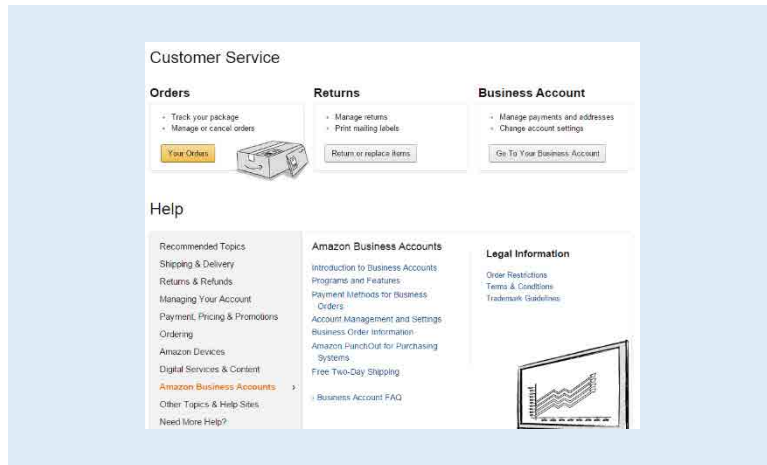 Customer Service
Orders
Track your package
Manage or cancel orders
Your Orders
Returns
Manage returns
Print mailing labels
Return or replace items
Business Account
Manage payments and addresses
Change account settings
Go To Your Business Account
Help
Recommended Topics
Shipping & Delivery
Returns & Refunds
Managing Your Account
Payment, Pricing & Promotions
Ordering
Amazon Devices
Digital Services & Content
Amazon Business Accounts ›
Other Topics & Help Sites
Need More Help?
Amazon Business Accounts
Introduction to Business Accounts
Programs and Features
Payment Methods for Business
Orders
Account Management and Settings
Business Order Information
Amazon PunchOut for Purchasing
Systems
Free Two-Day Shipping
› Business Account FAQ
Legal Information
Order Restrictions
Terms & Conditions
Trademark Guidelines